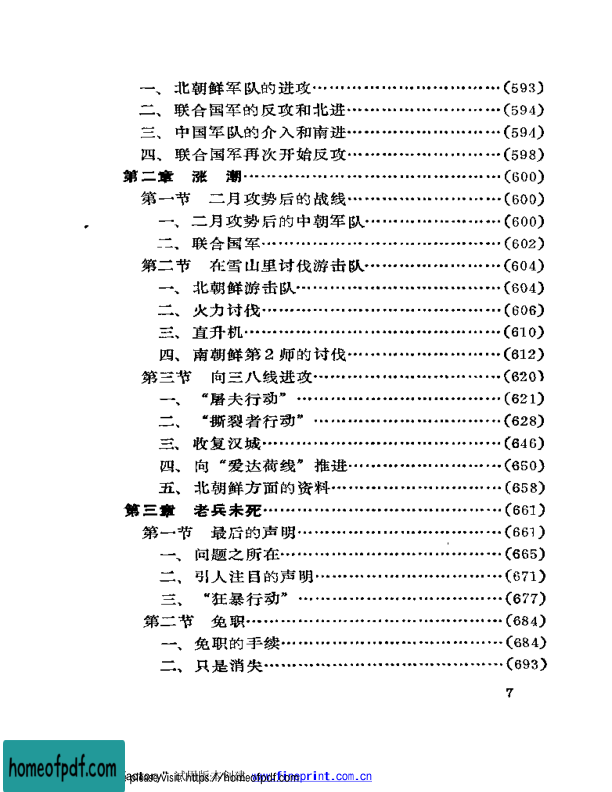 一、北朝鲜军队的进攻……………………………(593)
二、联合国军的反攻和北进………………………(594)
三、中国军队的介入和南进………………………(594)
四、联合国军再次开始反攻………………………(598)
第二章 涨 潮………………………………………(600)
第一节 二月攻势后的战线………………………(600)
一、二月攻势后的中朝军队……………………(600)
二、联合国军……………………………………(602)
第二节 在雪山里讨伐游击队……………………(604)
一、北朝鲜游击队………………………………(604)
二、火力讨伐……………………………………(606)
三、直升机………………………………………(610)
四、南朝鲜第2师的讨伐………………………(612)
第三节 向三八线进攻……………………………(620)
一、“屠夫行动”…………………………………(621)
二、“撕裂者行动”………………………………(628)
三、收复汉城……………………………………(646)
四、向“爱达荷线”推进…………………………(650)
五、北朝鲜方面的资料…………………………(658)
第三章 老兵未死……………………………………(661)
第一节 最后的声明………………………………(661)
一、问题之所在…………………………………(665)
二、引人注目的声明……………………………(671)
三、“狂暴行动”…………………………………(677)
第二节 免职………………………………………(684)
一、免职的手续…………………………………(684)
二、只是消失……………………………………(693)
7
homeofpdf.com
please visit: https://homeofpdf.com
www.fineprint.com.cn